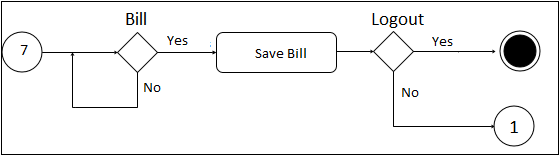 Bill
Logout
7
Yes
Save Bill
Yes
No
No
1